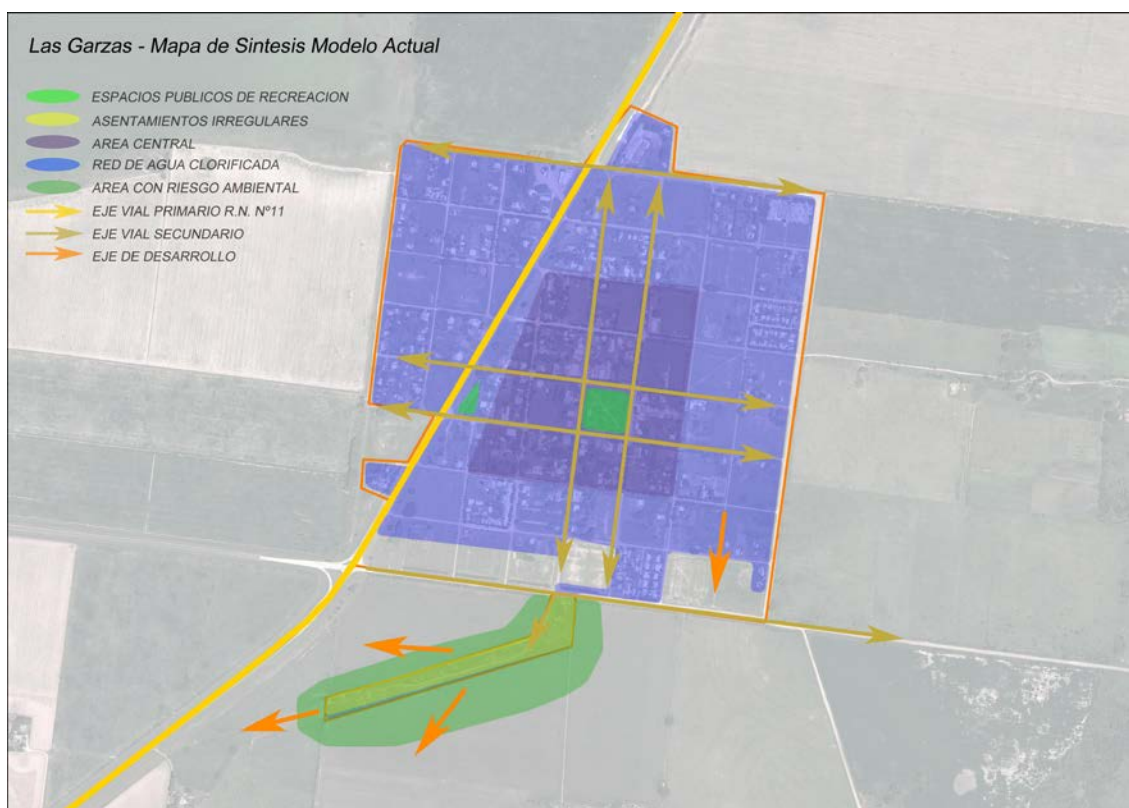 Las Garzas - Mapa de Sintesis Modelo Actual
ESPACIOS PUBLICOS DE RECREACION
ASENTAMIENTOS IRREGULARES
AREA CENTRAL
RED DE AGUA CLORIFICADA
AREA CON RIESGO AMBIENTAL
EJE VIAL PRIMARIO R.N. Nº11
EJE VIAL SECUNDARIO
EJE DE DESARROLLO